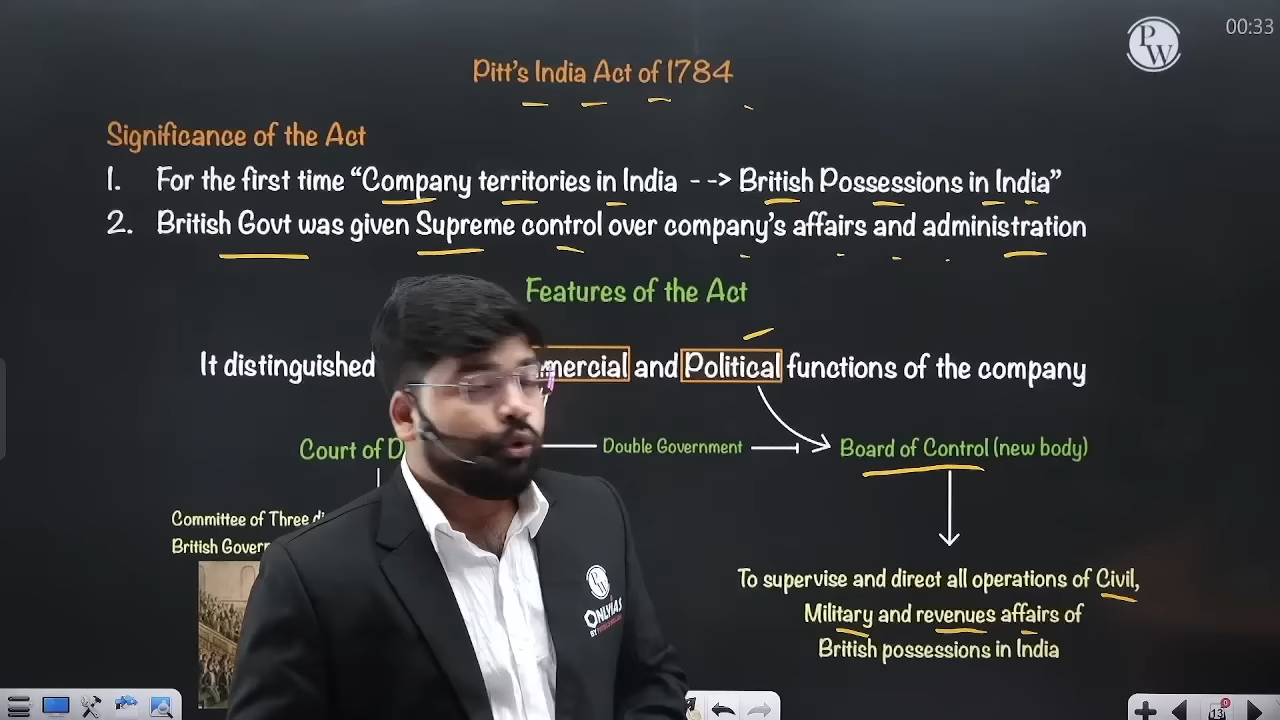 PW
00:33
Pitt's India Act of 1784
Significance of the Act
1. For the first time “Company territories in India --> British Possessions in India”
2. British Govt was given Supreme control over company's affairs and administration
Features of the Act
It distinguished mercial and Political functions of the company
Court of D Double Government Board of Control (new body)
Committee of Three di
British Govern
To supervise and direct all operations of Civil,
Military and revenues affairs of
British possessions in India
ONLYIAS